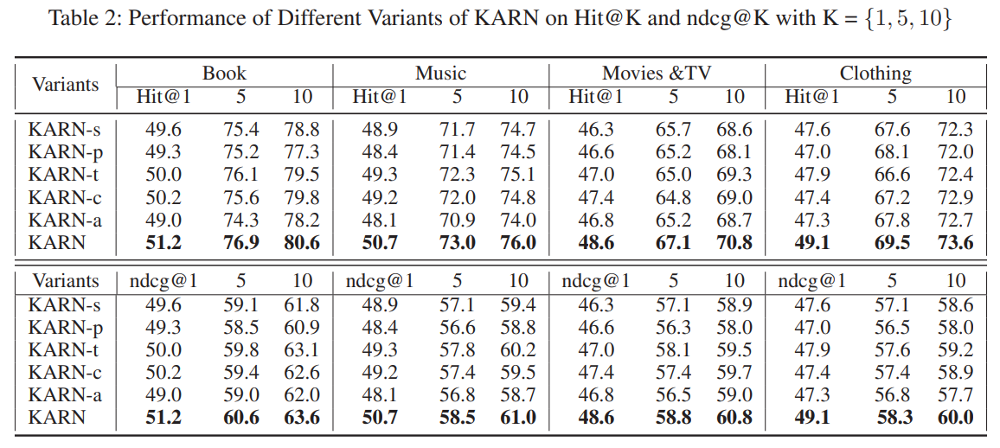 Table 2: Performance of Different Variants of KARN on Hit@K and ndcg@K with K = {1, 5, 10}
Variants Book Music Movies &TV Clothing
Hit@1 5 10 Hit@1 5 10 Hit@1 5 10 Hit@1 5 10
KARN-s 49.6 75.4 78.8 48.9 71.7 74.7 46.3 65.7 68.6 47.6 67.6 72.3
KARN-p 49.3 75.2 77.3 48.4 71.4 74.5 46.6 65.2 68.1 47.0 68.1 72.0
KARN-t 50.0 76.1 79.5 49.3 72.3 75.1 47.0 65.0 69.3 47.9 66.6 72.4
KARN-c 50.2 75.6 79.8 49.2 72.0 74.8 47.4 64.8 69.0 47.4 67.2 72.9
KARN-a 49.0 74.3 78.2 48.1 70.9 74.0 46.8 65.2 68.7 47.3 67.8 72.7
KARN 51.2 76.9 80.6 50.7 73.0 76.0 48.6 67.1 70.8 49.1 69.5 73.6
Variants ndcg@1 5 10 ndcg@1 5 10 ndcg@1 5 10 ndcg@1 5 10
KARN-s 49.6 59.1 61.8 48.9 57.1 59.4 46.3 57.1 58.9 47.6 57.1 58.6
KARN-p 49.3 58.5 60.9 48.4 56.6 58.8 46.6 56.3 58.0 47.0 56.5 58.0
KARN-t 50.0 59.8 63.1 49.3 57.8 60.2 47.0 58.1 59.5 47.9 57.6 59.2
KARN-c 50.2 59.4 62.6 49.2 57.4 59.5 47.4 57.4 59.7 47.4 57.4 58.9
KARN-a 49.0 59.0 62.0 48.1 56.8 58.7 46.8 56.5 59.0 47.3 56.8 57.7
KARN 51.2 60.6 63.6 50.7 58.5 61.0 48.6 58.8 60.8 49.1 58.3 60.0